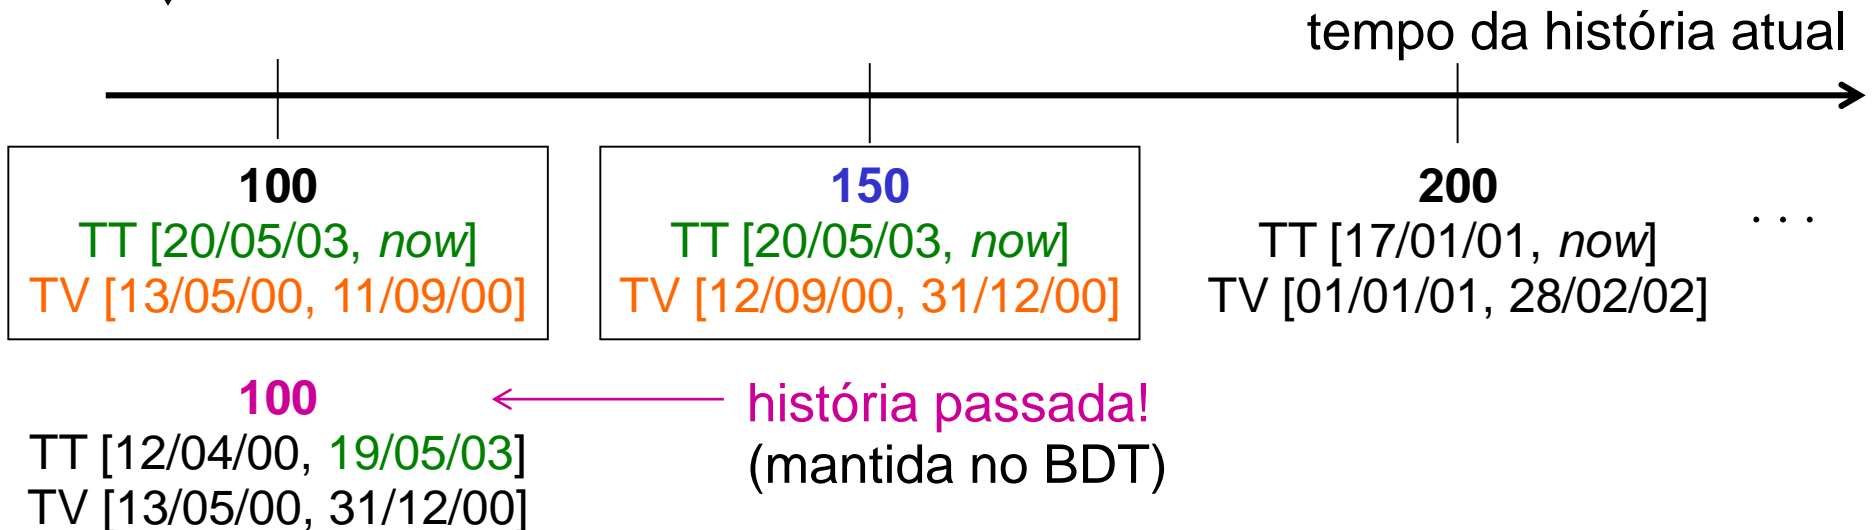 tempo da história atual
100
TT [20/05/03, now]
TV [13/05/00, 11/09/00]
150
TT [20/05/03, now]
TV [12/09/00, 31/12/00]
200
TT [17/01/01, now]
TV [01/01/01, 28/02/02]
. . .
100
TT [12/04/00, 19/05/03]
TV [13/05/00, 31/12/00]
história passada!
(mantida no BDT)